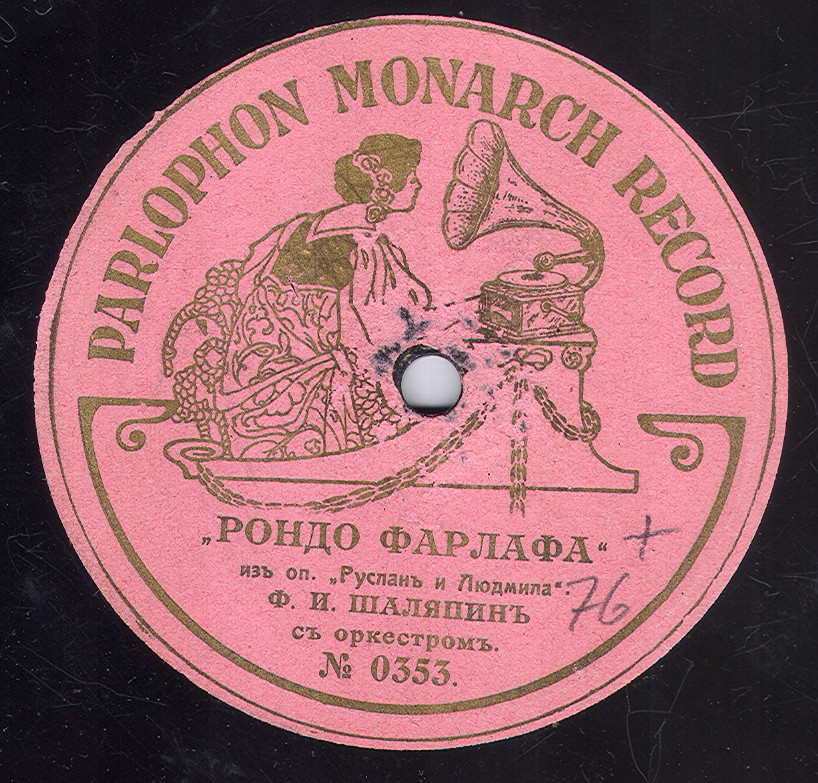 PARLOPHON MONARCH RECORD
„РОНДО ФАРЛАФА“ +
изъ оп. „Русланъ и Людмила“.
Ф. И. ШАЛЯПИНЪ 76
съ оркестромъ.
№ 0353.